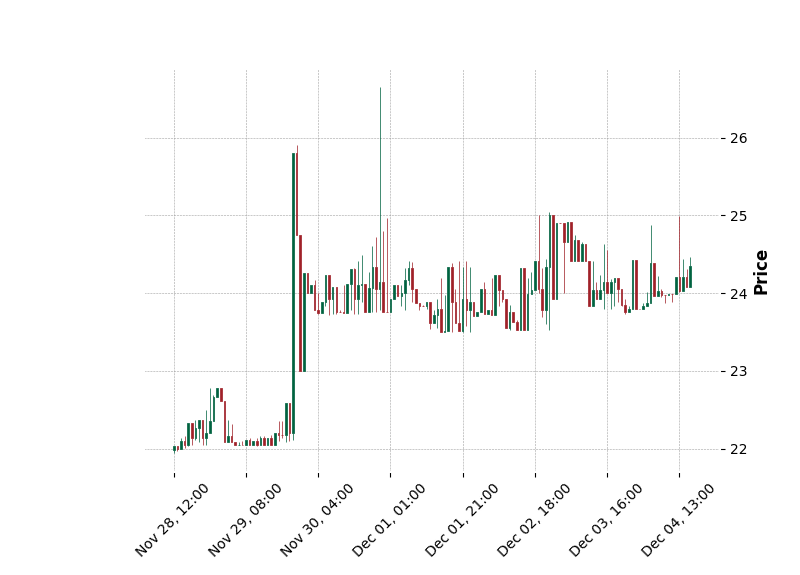 26
25
24
23
22
Price
Nov 28, 12:00
Nov 29, 08:00
Nov 30, 04:00
Dec 01, 01:00
Dec 01, 21:00
Dec 02, 18:00
Dec 03, 16:00
Dec 04, 13:00